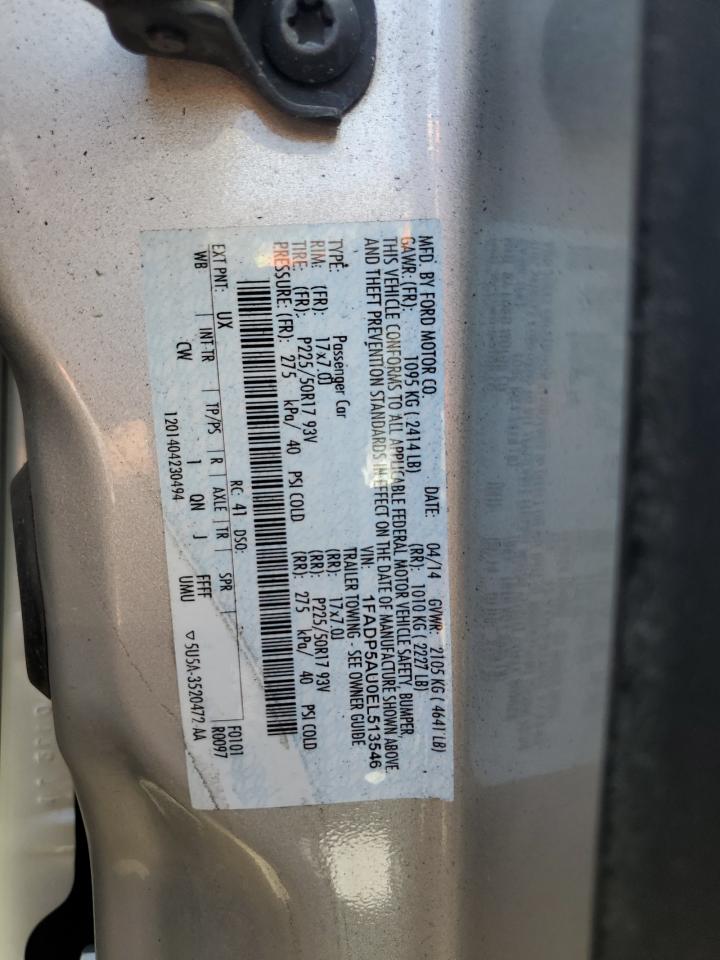 MFD. BY FORD MOTOR CO.
DATE: 04/14 GVWR: 2105 KG ( 4641 LB)
GAWR: (FR): 1095 KG ( 2414 LB) (RR): 1010 KG ( 2227 LB)
THIS VEHICLE CONFORMS TO ALL APPLICABLE FEDERAL MOTOR VEHICLE SAFETY, BUMPER,
AND THEFT PREVENTION STANDARDS IN EFFECT ON THE DATE OF MANUFACTURE SHOWN ABOVE
VIN: 1FADP5AU0EL513546
TYPE: Passenger Car TRAILER TOWING - SEE OWNER GUIDE
RIM: (FR): 17x7.0J (RR): 17x7.0J
TIRE: (FR): P225/50R17 93V (RR): P225/50R17 93V
PRESSURE: (FR): 275 kPa/ 40 PSI COLD (RR): 275 kPa/ 40 PSI COLD
RC: 41 DSO: F0101
EXT PNT: UX R0097
WB INT TR TP/PS R AXLE TR SPR
CW 1 QN J FFFF
1201404230494 UMU ▽5U5A-3520472-AA